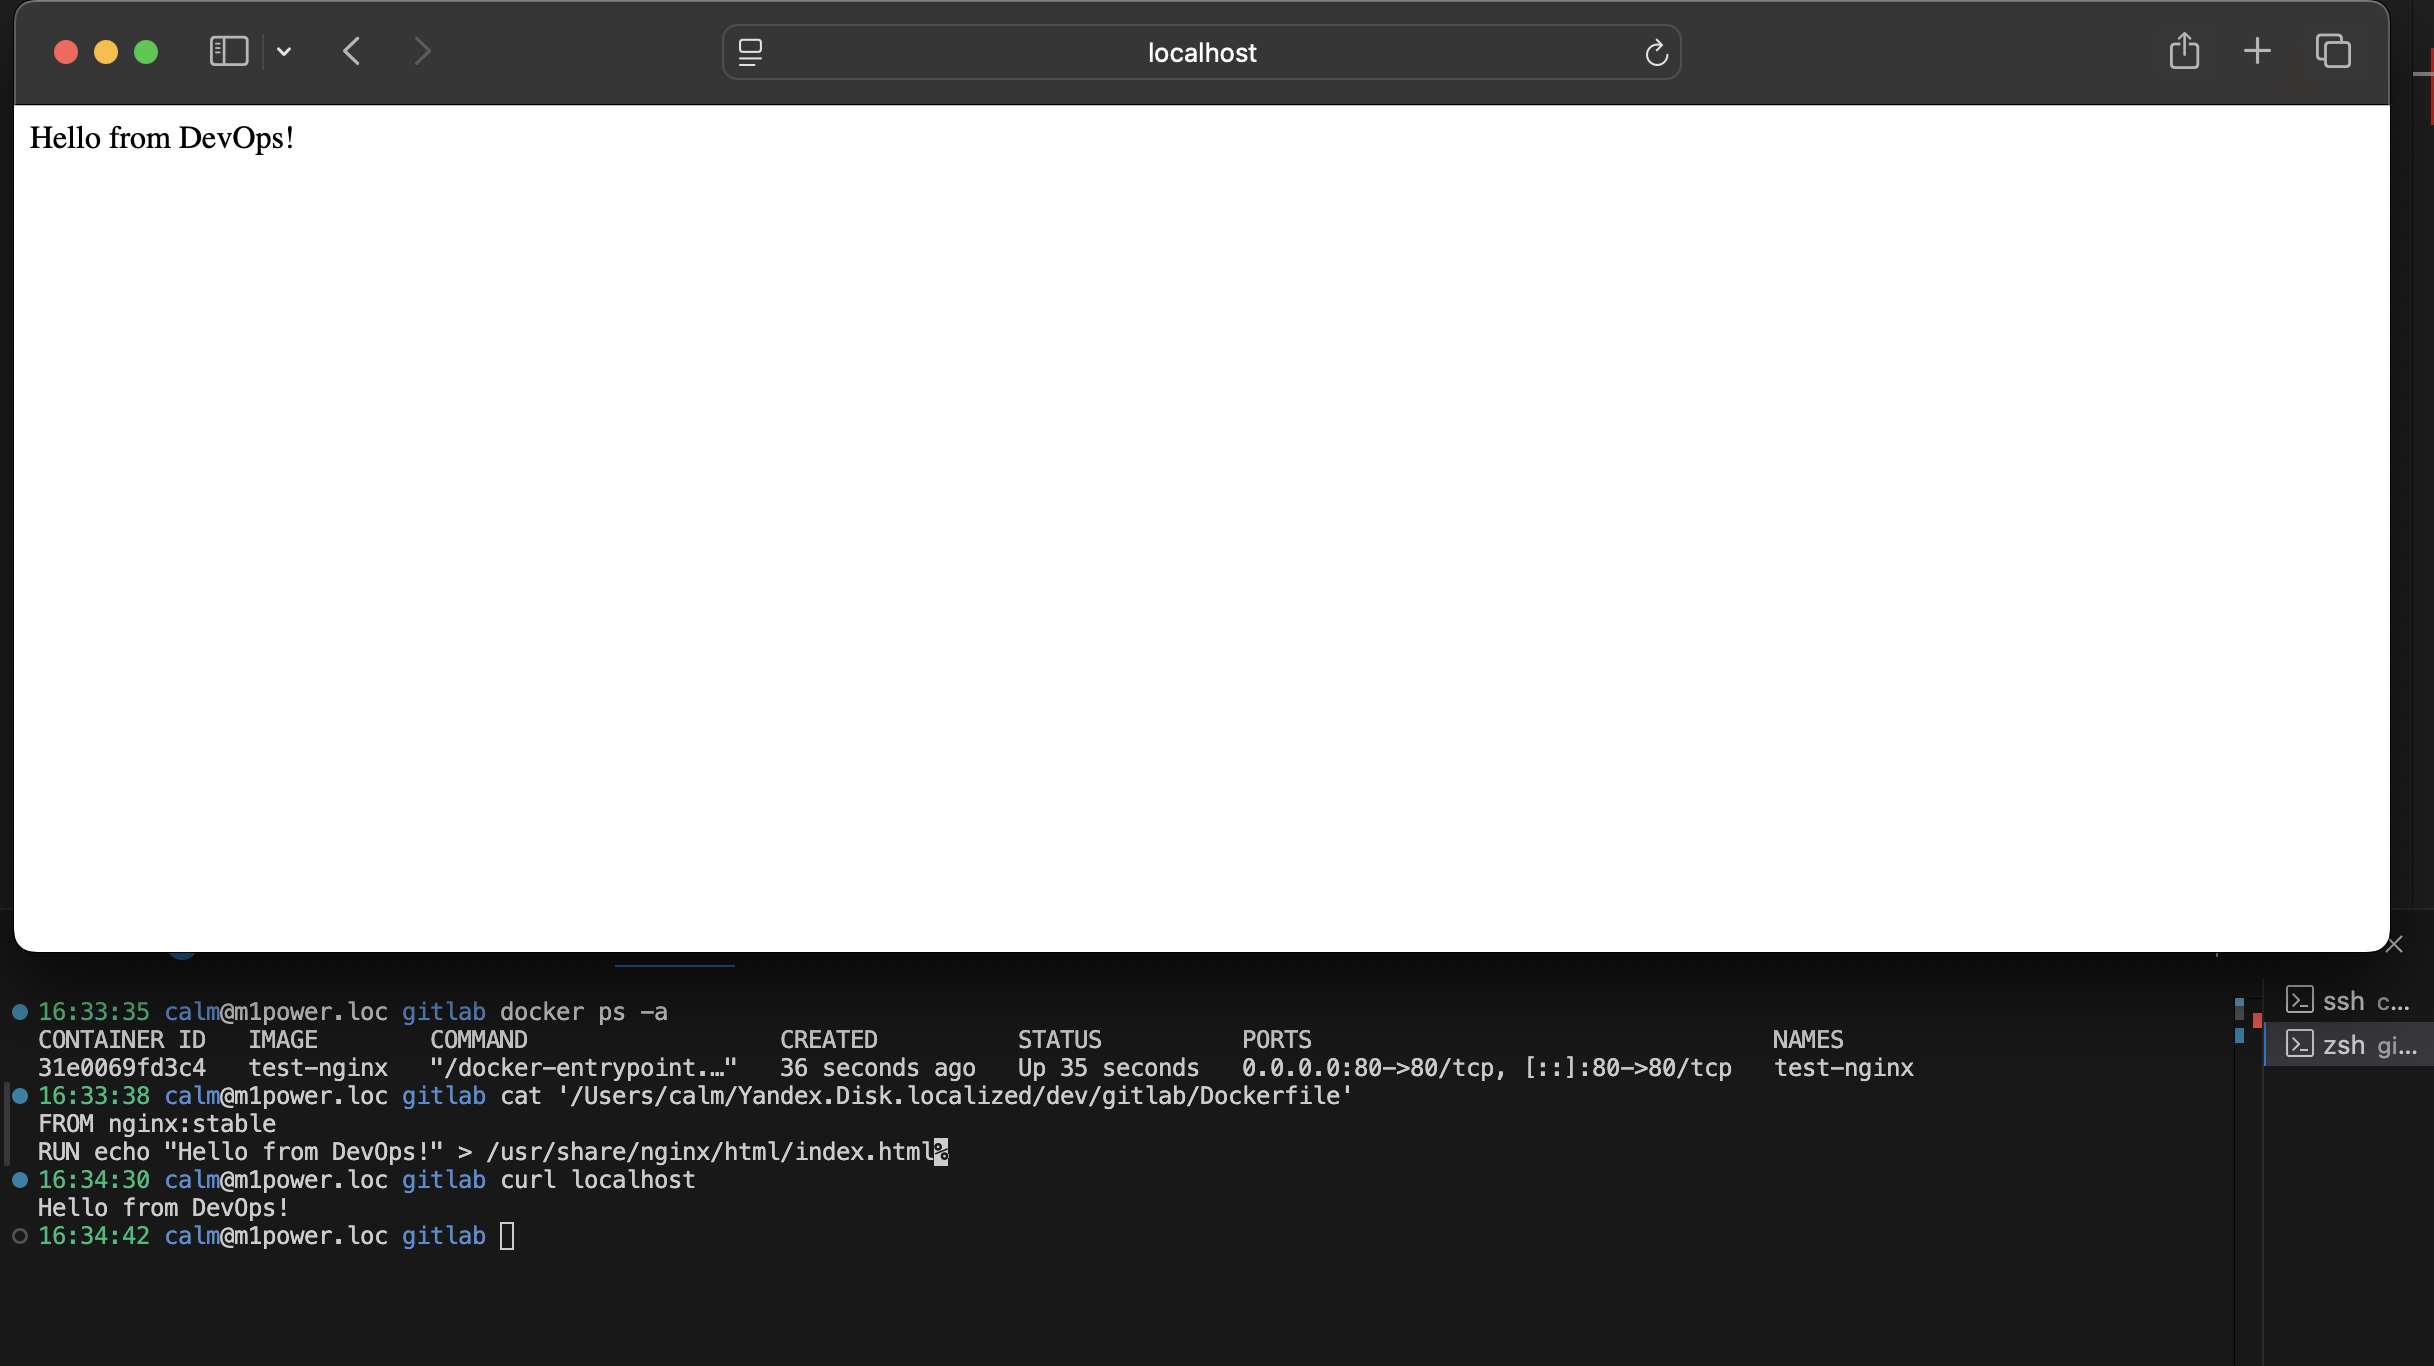 localhost
Hello from DevOps!
16:33:35 calm@m1power.loc gitlab docker ps -a
CONTAINER ID IMAGE COMMAND CREATED STATUS PORTS NAMES
31e0069fd3c4 test-nginx "/docker-entrypoint.…" 36 seconds ago Up 35 seconds 0.0.0.0:80->80/tcp, [::]:80->80/tcp test-nginx
16:33:38 calm@m1power.loc gitlab cat '/Users/calm/Yandex.Disk.localized/dev/gitlab/Dockerfile'
FROM nginx:stable
RUN echo "Hello from DevOps!" > /usr/share/nginx/html/index.html%
16:34:30 calm@m1power.loc gitlab curl localhost
Hello from DevOps!
16:34:42 calm@m1power.loc gitlab
ssh c...
zsh gi...